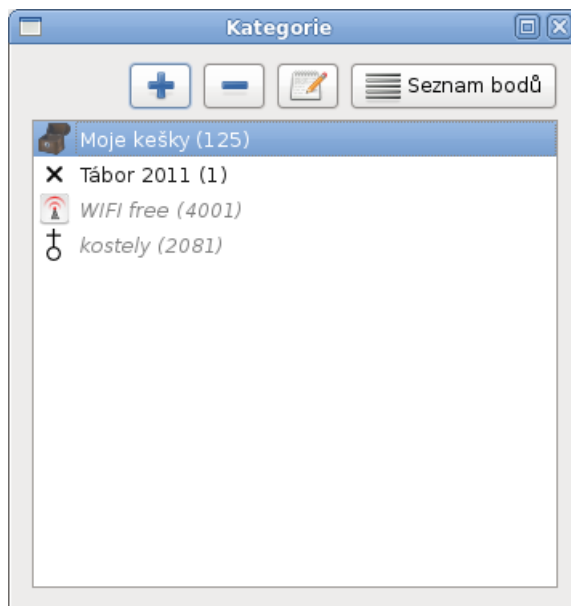 Kategorie
Seznam bodů
Moje kešky (125)
Tábor 2011 (1)
WIFI free (4001)
kostely (2081)